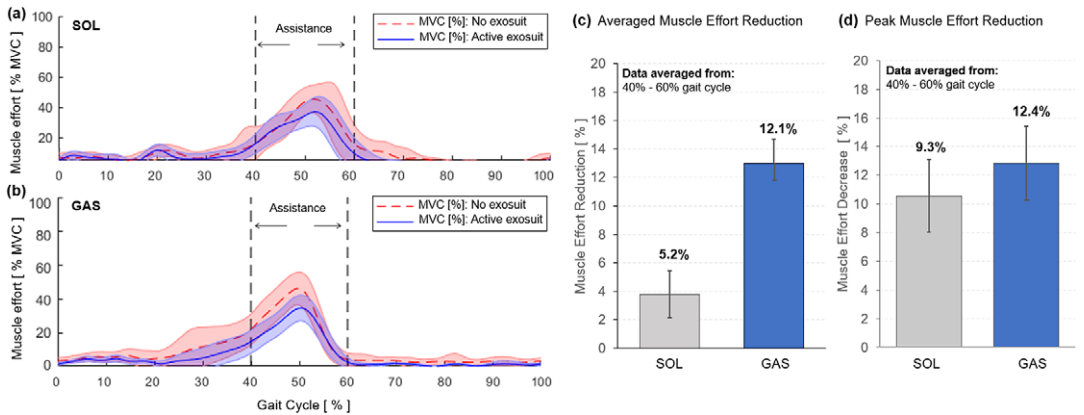 (a)
SOL
MVC [%]: No exosuit
MVC [%]: Active exosuit
Assistance
Muscle effort [ % MVC]
100
80
60
40
20
0
10
20
30
40
50
60
70
80
90
100
(b)
GAS
MVC [%]: No exosuit
MVC [%]: Active exosuit
Assistance
Muscle effort [ % MVC ]
100
80
60
40
20
0
0
10
20
30
40
50
60
70
80
90
100
Gait Cycle [ % ]
(c) Averaged Muscle Effort Reduction
Data averaged from:
40% - 60% gait cycle
Muscle Effort Reduction [ % ]
20
18
16
14
12
10
8
6
4
2
0
5.2%
12.1%
SOL
GAS
(d) Peak Muscle Effort Reduction
Data averaged from:
40% - 60% gait cycle
Muscle Effort Decrease [ % ]
20
18
16
14
12
10
8
6
4
2
0
9.3%
12.4%
SOL
GAS